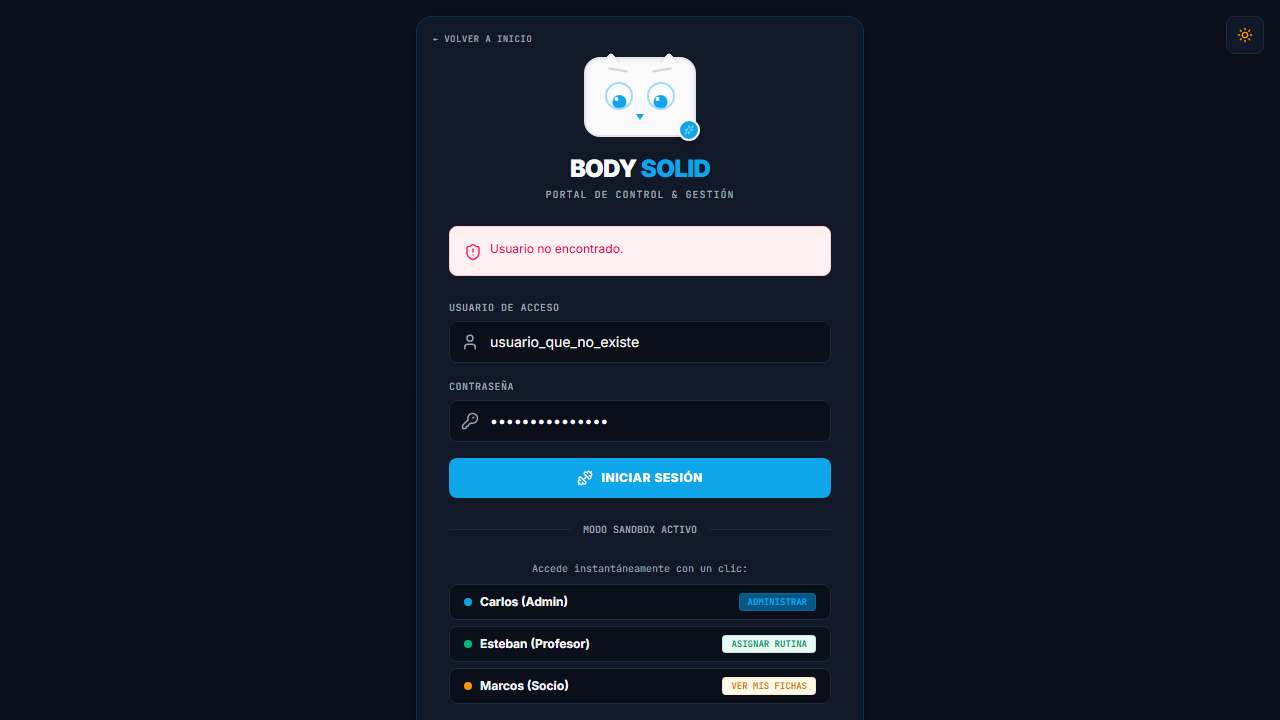 ← VOLVER A INICIO
BODY SOLID
PORTAL DE CONTROL & GESTIÓN
Usuario no encontrado.
USUARIO DE ACCESO
usuario_que_no_existe
CONTRASEÑA
•••••••••••••••
INICIAR SESIÓN
MODO SANDBOX ACTIVO
Accede instantáneamente con un clic:
Carlos (Admin) ADMINISTRAR
Esteban (Profesor) ASIGNAR RUTINA
Marcos (Socio) VER MIS FICHAS